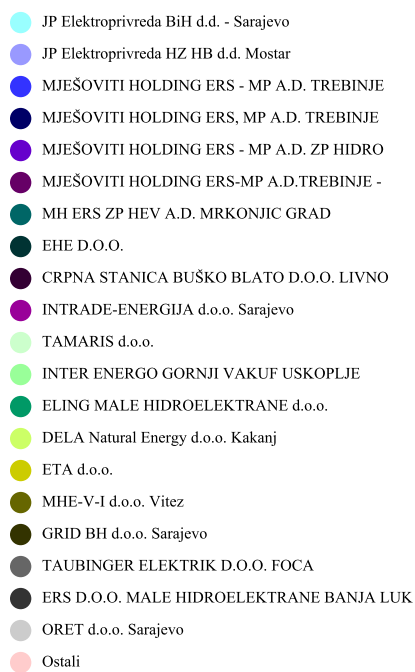 JP Elektroprivreda BiH d.d. - Sarajevo
JP Elektroprivreda HZ HB d.d. Mostar
MJEŠOVITI HOLDING ERS - MP A.D. TREBINJE
MJEŠOVITI HOLDING ERS, MP A.D. TREBINJE
MJEŠOVITI HOLDING ERS - MP A.D. ZP HIDRO
MJEŠOVITI HOLDING ERS-MP A.D.TREBINJE -
MH ERS ZP HEV A.D. MRKONJIC GRAD
EHE D.O.O.
CRPNA STANICA BUŠKO BLATO D.O.O. LIVNO
INTRADE-ENERGIJA d.o.o. Sarajevo
TAMARIS d.o.o.
INTER ENERGO GORNJI VAKUF USKOPLJE
ELING MALE HIDROELEKTRANE d.o.o.
DELA Natural Energy d.o.o. Kakanj
ETA d.o.o.
MHE-V-I d.o.o. Vitez
GRID BH d.o.o. Sarajevo
TAUBINGER ELEKTRIK D.O.O. FOCA
ERS D.O.O. MALE HIDROELEKTRANE BANJA LUK
ORET d.o.o. Sarajevo
Ostali